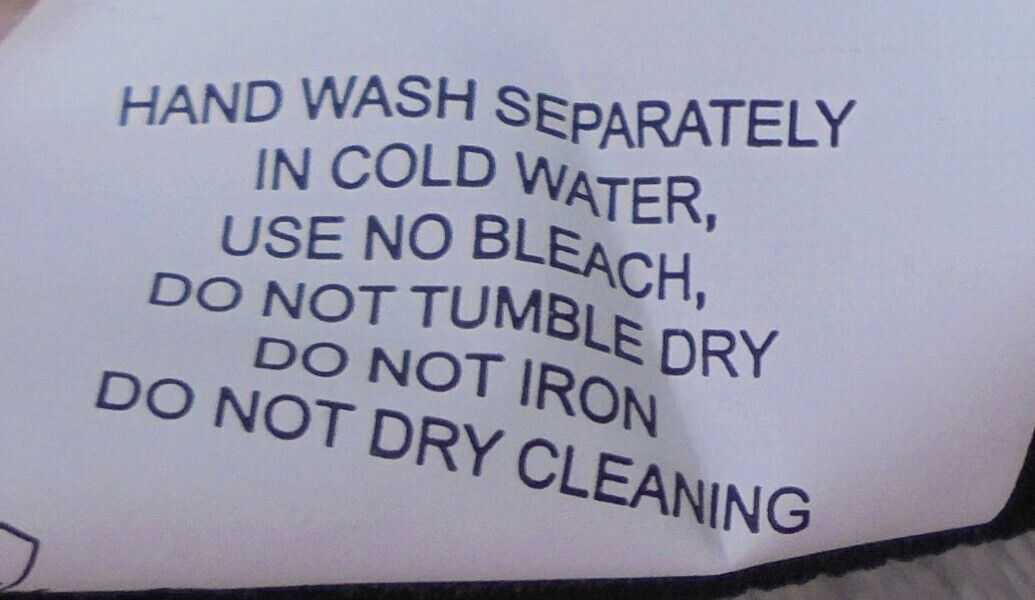 HAND WASH SEPARATELY
IN COLD WATER,
USE NO BLEACH,
DO NOT TUMBLE DRY
DO NOT IRON
DO NOT DRY CLEANING